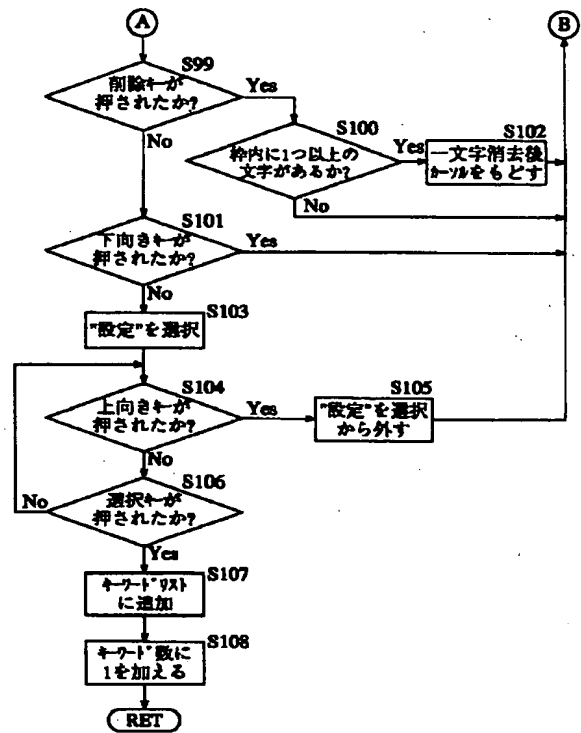 A
B
S99
削除キーが
押されたか?
Yes
No
S100
枠内に1つ以上の
文字があるか?
Yes
No
S102
一文字消去後
カーソルをもどす
S101
下向きキーが
押されたか?
Yes
No
S103
"設定"を選択
S104
上向きキーが
押されたか?
Yes
No
S105
"設定"を選択
から外す
S106
選択キーが
押されたか?
No
Yes
S107
キーワードリスト
に追加
S108
キーワード数に
1を加える
RET